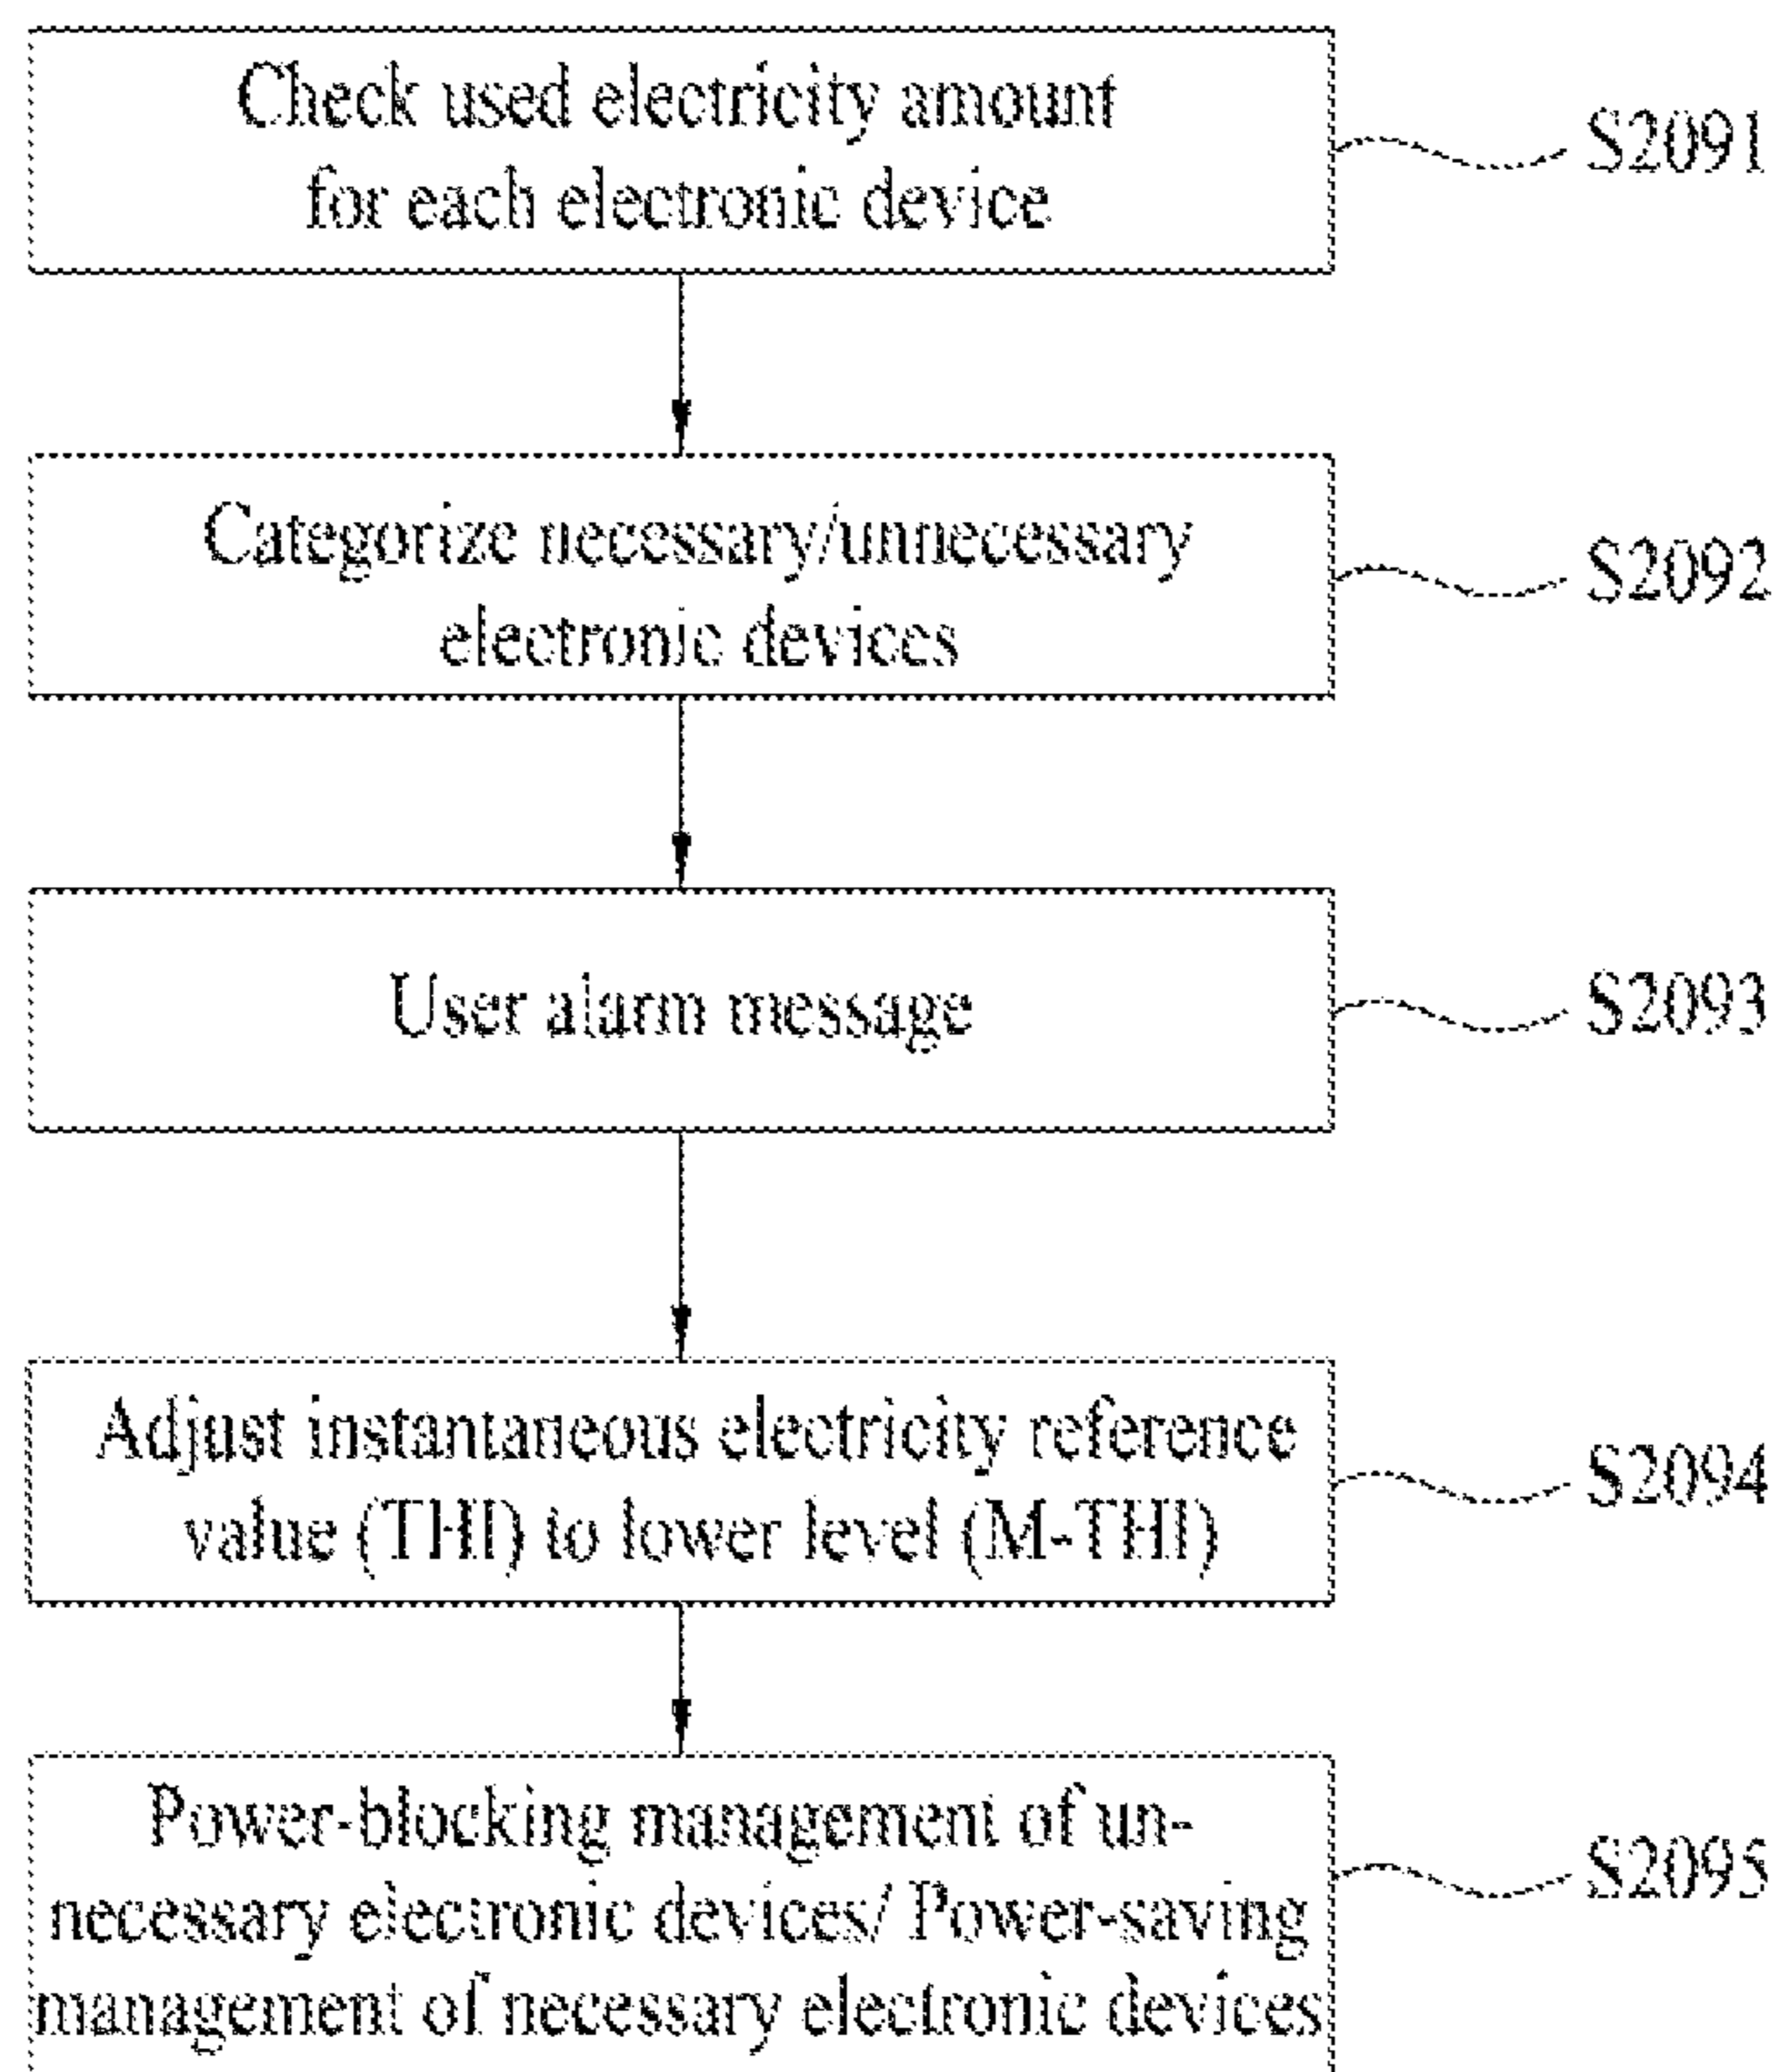 Check used electricity amount
for each electronic device
S2091
Categorize necessary/unnecessary
electronic devices
S2092
User alarm message
S2093
Adjust instantaneous electricity reference
value (THI) to lower level (M-THI)
S2094
Power-blocking management of un-
necessary electronic devices/ Power-saving
management of necessary electronic devices
S2095